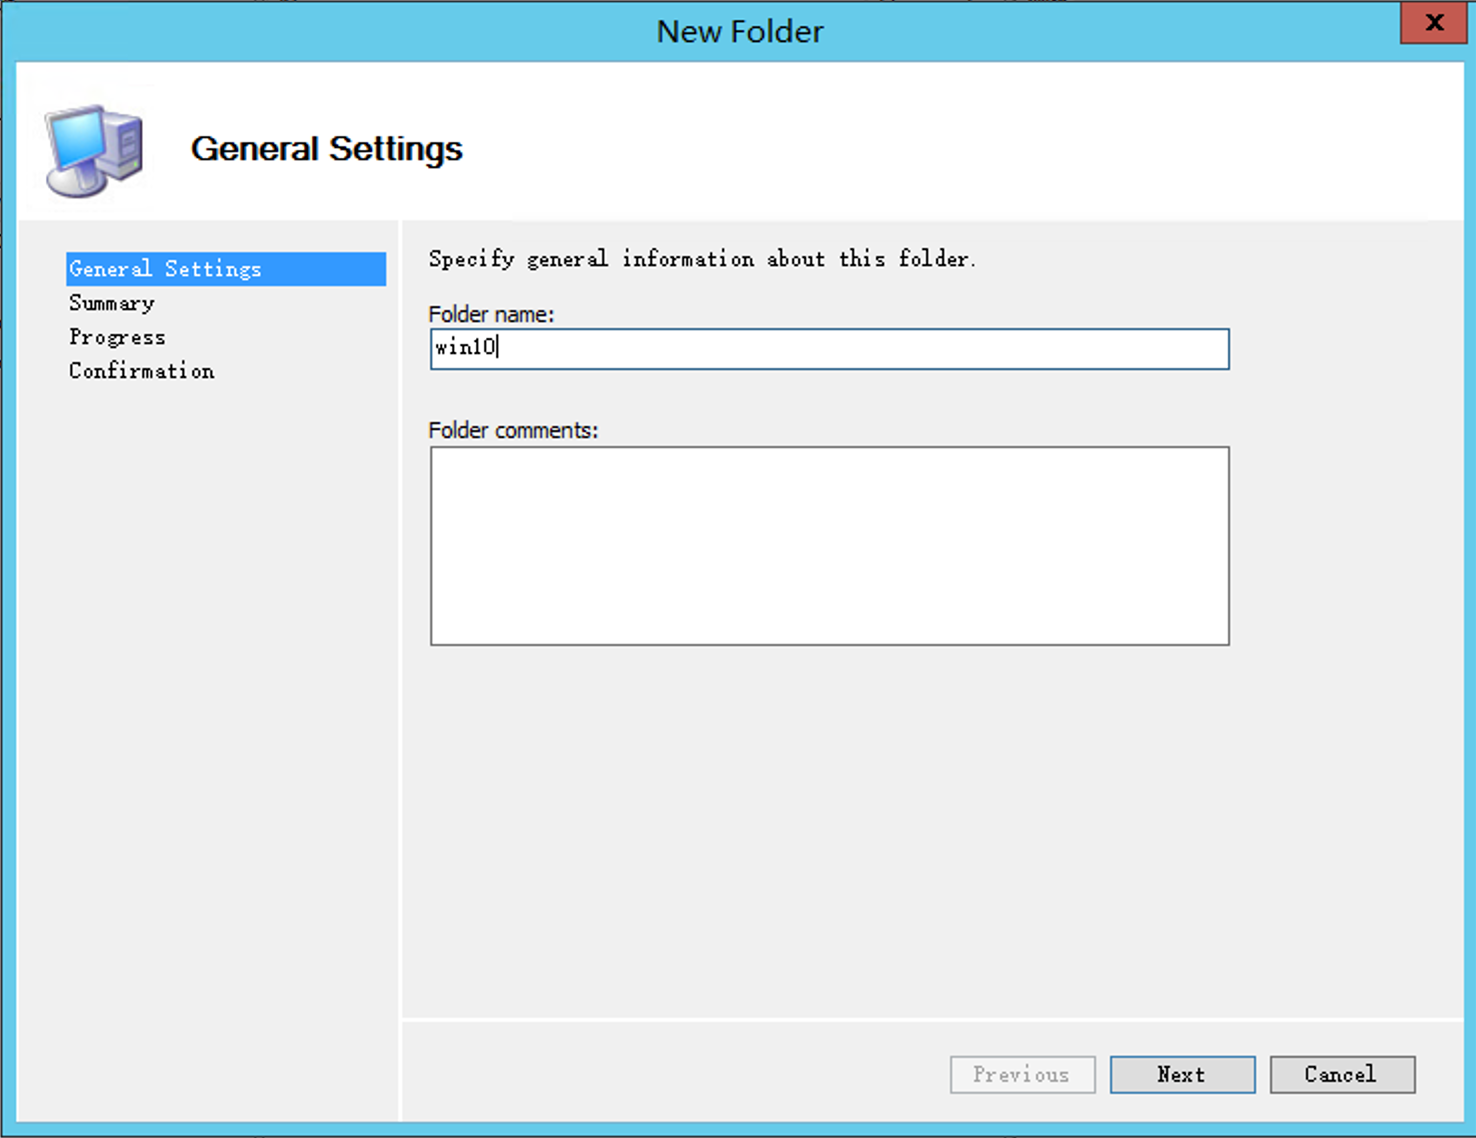 New Folder
X
General Settings
General Settings
Summary
Progress
Confirmation
Specify general information about this folder.
Folder name:
win10
Folder comments:
Previous
Next
Cancel